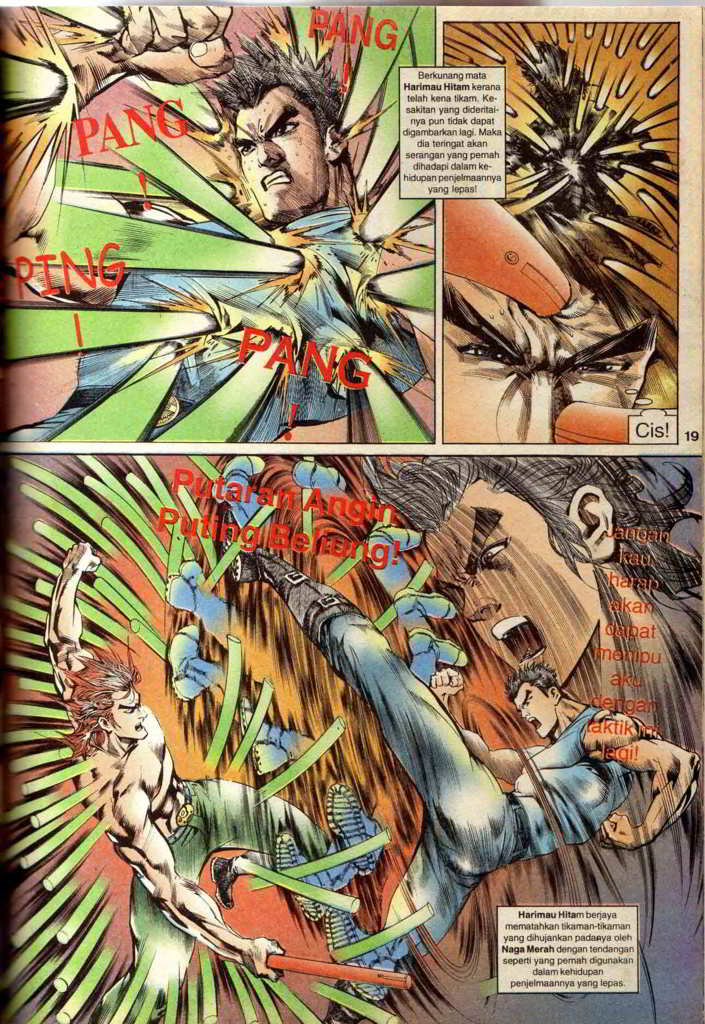 PANG
!
PANG
!
PING
!
PANG
!
Berkunang mata
Harimau Hitam kerana
telah kena tikam. Ke-
sakitan yang deritai-
nya pun tidak dapat
digambarkan lagi. Maka
dia teringat akan
serangan yang pernah
dihadapi dalam ke-
hidupan penjelmaannya
yang lepas!
Cis!
19
Putaran Angin
Puting Beliung!
Jangan
kau
harap
akan
dapat
menipu
aku
dengan
taktik ini
lagi!
Harimau Hitam berjaya
mematahkan tikaman-tikaman
yang dihujankan padanya oleh
Naga Merah dengan tendangan
seperti yang pernah digunakan
dalam kehidupan
penjelmaannya yang lepas.